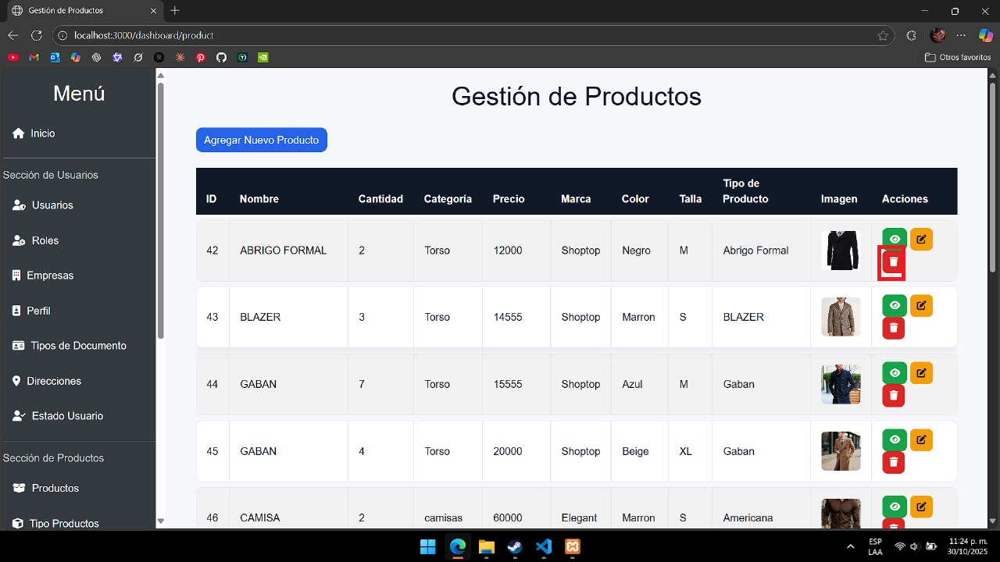 Gestión de Productos
localhost:3000/dashboard/product
Otros favoritos
Menú
Inicio
Sección de Usuarios
Usuarios
Roles
Empresas
Perfil
Tipos de Documento
Direcciones
Estado Usuario
Sección de Productos
Productos
Tipo Productos
Gestión de Productos
Agregar Nuevo Producto
ID Nombre Cantidad Categoría Precio Marca Color Talla Tipo de Producto Imagen Acciones
42 ABRIGO FORMAL 2 Torso 12000 Shoptop Negro M Abrigo Formal
43 BLAZER 3 Torso 14555 Shoptop Marron S BLAZER
44 GABAN 7 Torso 15555 Shoptop Azul M Gaban
45 GABAN 4 Torso 20000 Shoptop Beige XL Gaban
46 CAMISA 2 camisas 60000 Elegant Marron S Americana
ESP
LAA
11:24 p. m.
30/10/2025